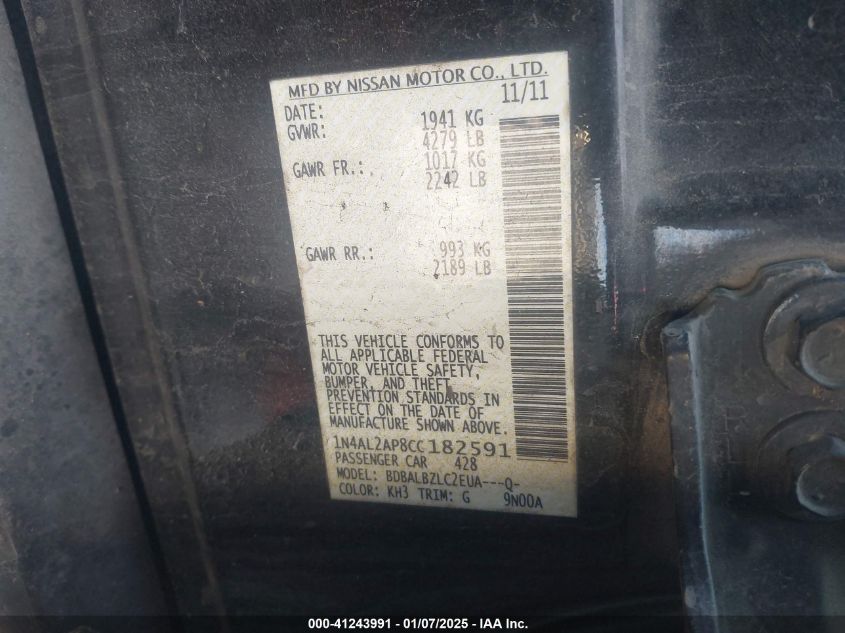 MFD BY NISSAN MOTOR CO., LTD.
DATE: 11/11
GVWR: 1941 KG
4279 LB
GAWR FR.: 1017 KG
2242 LB
GAWR RR.: 993 KG
2189 LB
THIS VEHICLE CONFORMS TO
ALL APPLICABLE FEDERAL
MOTOR VEHICLE SAFETY,
BUMPER, AND THEFT
PREVENTION STANDARDS IN
EFFECT ON THE DATE OF
MANUFACTURE SHOWN ABOVE.
1N4AL2AP8CC182591
PASSENGER CAR 428
MODEL: BDBALBZLC2EUA---Q-
COLOR: KH3 TRIM: G 9N00A
000-41243991 - 01/07/2025 - IAA Inc.